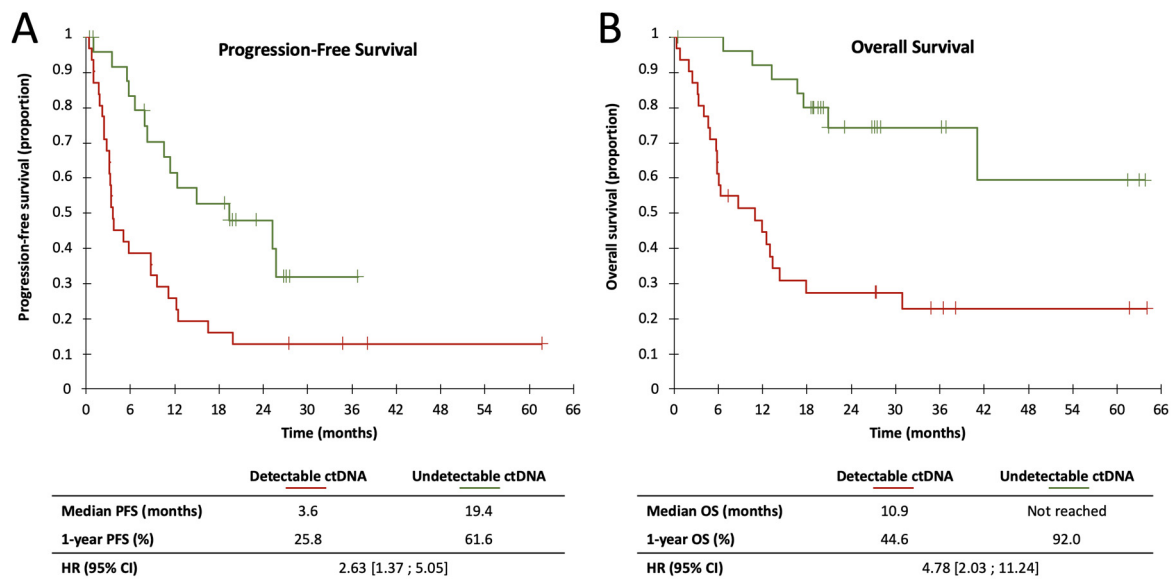 A
Progression-Free Survival
Progression-free survival (proportion)
1
0.9
0.8
0.7
0.6
0.5
0.4
0.3
0.2
0.1
0
0 6 12 18 24 30 36 42 48 54 60 66
Time (months)
Detectable ctDNA Undetectable ctDNA
Median PFS (months) 3.6 19.4
1-year PFS (%) 25.8 61.6
HR (95% CI) 2.63 [1.37 ; 5.05]
B
Overall Survival
Overall survival (proportion)
1
0.9
0.8
0.7
0.6
0.5
0.4
0.3
0.2
0.1
0
0 6 12 18 24 30 36 42 48 54 60 66
Time (months)
Detectable ctDNA Undetectable ctDNA
Median OS (months) 10.9 Not reached
1-year OS (%) 44.6 92.0
HR (95% CI) 4.78 [2.03 ; 11.24]